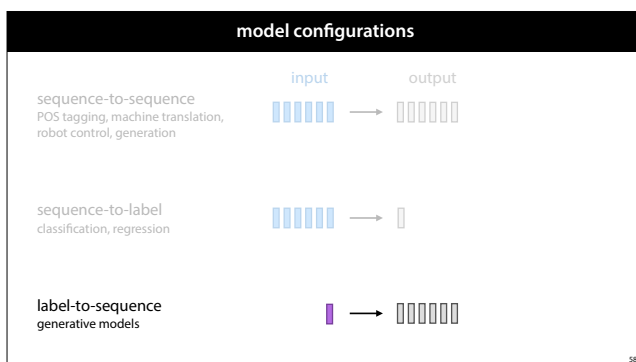 model configurations
input output
sequence-to-sequence
POS tagging, machine translation,
robot control, generation
sequence-to-label
classification, regression
label-to-sequence
generative models